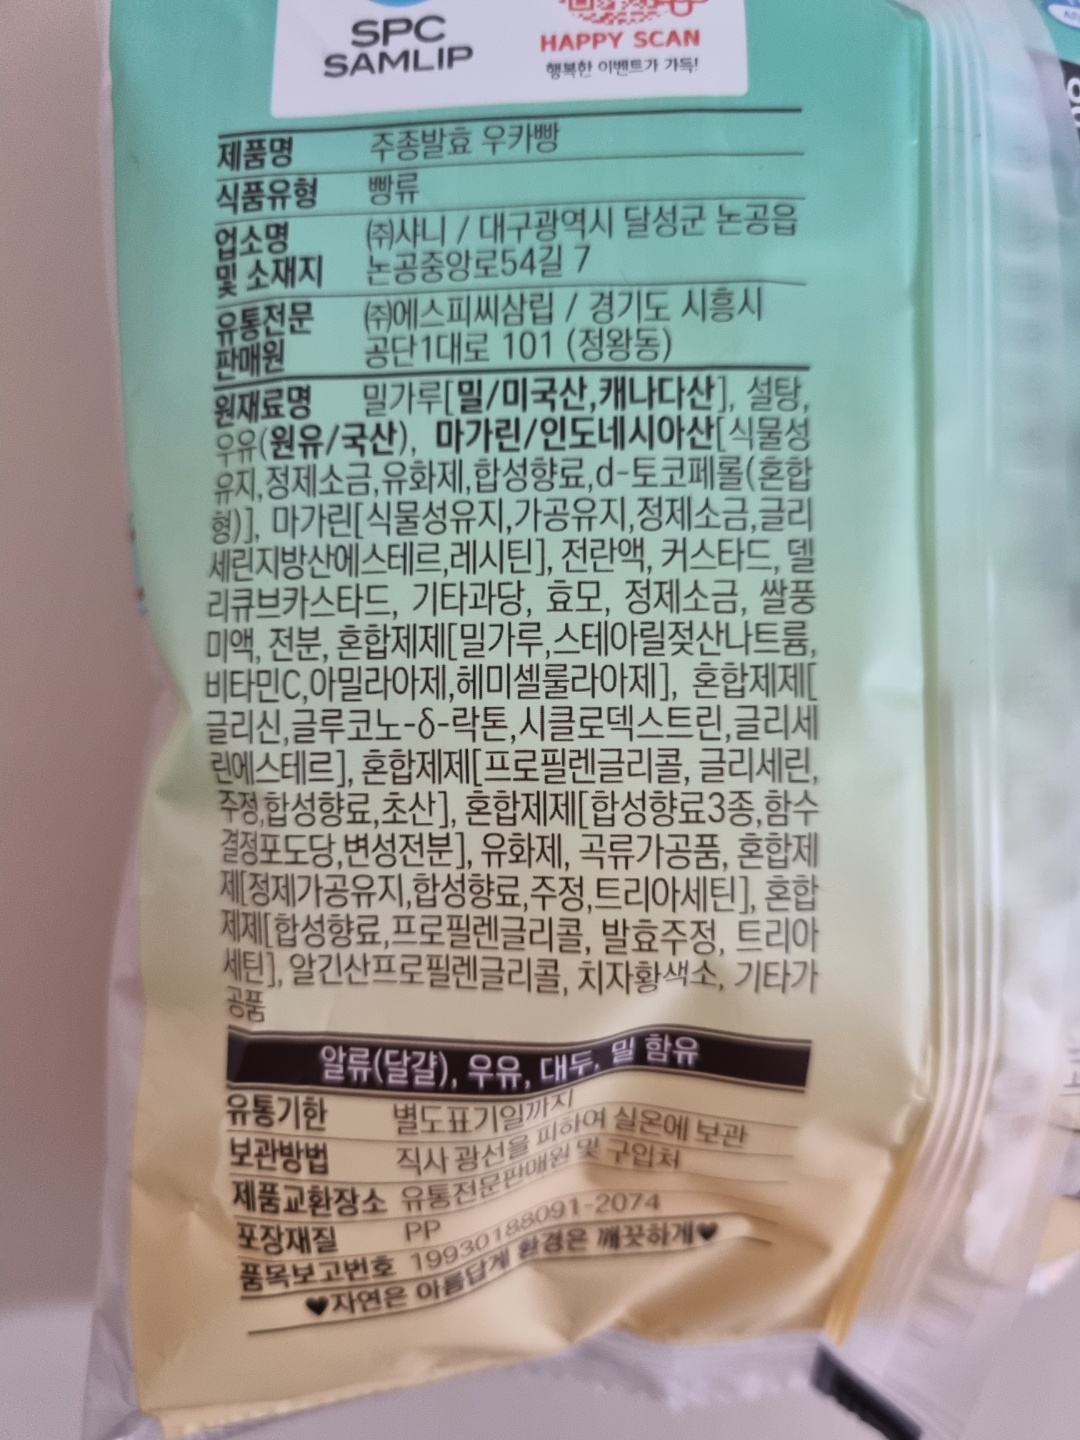 SPC
SAMLIP
HAPPY SCAN
행복한 이벤트가 가득!
제품명 주종발효 우카빵
식품유형 빵류
업소명 및 소재지 ㈜샤니 / 대구광역시 달성군 논공읍
논공중앙로54길 7
유통전문 판매원 ㈜에스피씨삼립 / 경기도 시흥시
공단1대로 101 (정왕동)
원재료명 밀가루[밀/미국산,캐나다산], 설탕,
우유(원유/국산), 마가린/인도네시아산[식물성
유지,정제소금,유화제,합성향료,d-토코페롤(혼합
형)], 마가린[식물성유지,가공유지,정제소금,글리
세린지방산에스테르,레시틴], 전란액, 커스타드, 델
리큐브카스타드, 기타과당, 효모, 정제소금, 쌀풍
미액, 전분, 혼합제제[밀가루,스테아릴젖산나트륨,
비타민C,아밀라아제,헤미셀룰라아제], 혼합제제[
글리신,글루코노-δ-락톤,시클로덱스트린,글리세
린에스테르], 혼합제제[프로필렌글리콜, 글리세린,
주정,합성향료,초산], 혼합제제[합성향료3종,함수
결정포도당,변성전분], 유화제, 곡류가공품, 혼합제
제[정제가공유지,합성향료,주정,트리아세틴], 혼합
제제[합성향료,프로필렌글리콜, 발효주정, 트리아
세틴], 알긴산프로필렌글리콜, 치자황색소, 기타가
공품
알류(달걀), 우유, 대두, 밀 함유
유통기한 별도표기일까지
보관방법 직사 광선을 피하여 실온에 보관
제품교환장소 유통전문판매원 및 구입처
포장재질 PP
품목보고번호 19930188091-2074
♥자연은 아름답게 환경은 깨끗하게♥